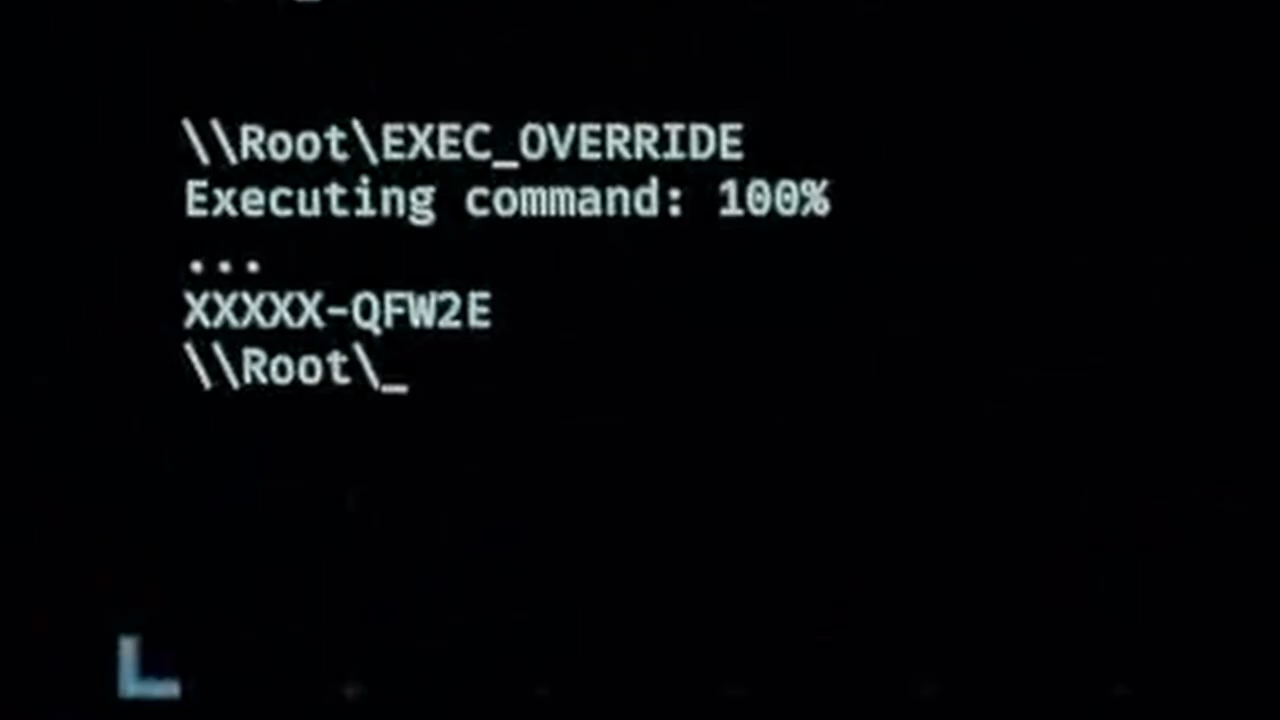 \\Root\EXEC_OVERRIDE
Executing command: 100%
...
XXXXX-QFW2E
\\Root\_